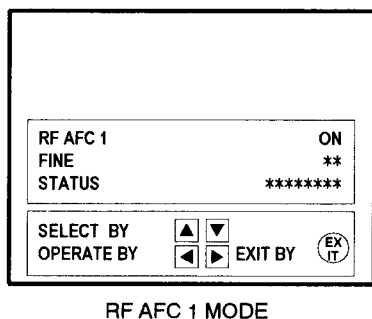 RF AFC 1 ON
FINE **
STATUS ********
SELECT BY ▲ ▼
OPERATE BY ◀ ▶ EXIT BY EXIT
RF AFC 1 MODE